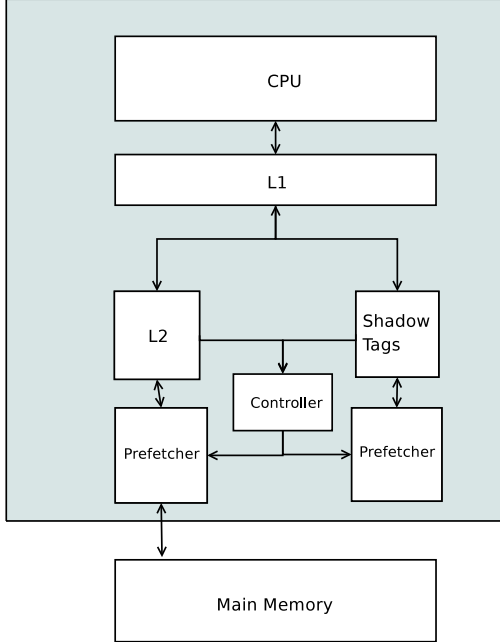 CPU
L1
L2
Shadow
Tags
Controller
Prefetcher
Prefetcher
Main Memory